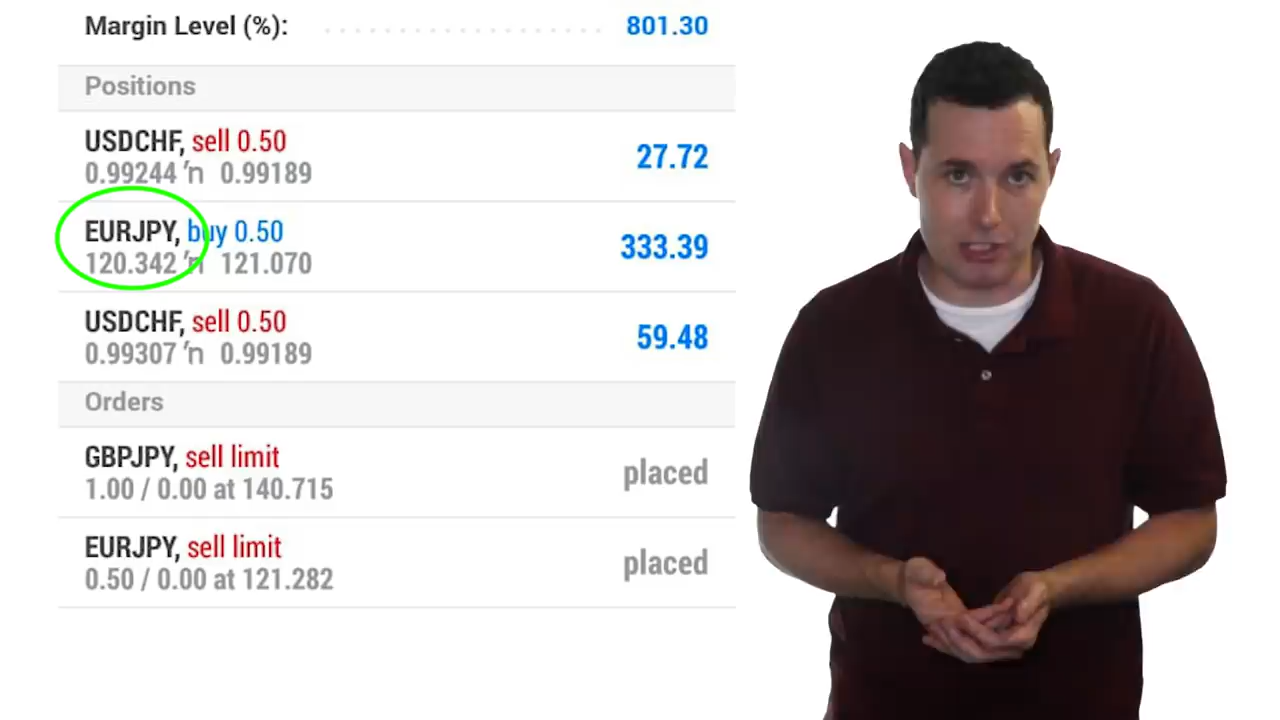 Margin Level (%): 801.30
Positions
USDCHF, sell 0.50
0.99244 ’n 0.99189
27.72
EURJPY, buy 0.50
120.342 ’n 121.070
333.39
USDCHF, sell 0.50
0.99307 ’n 0.99189
59.48
Orders
GBPJPY, sell limit
1.00 / 0.00 at 140.715
placed
EURJPY, sell limit
0.50 / 0.00 at 121.282
placed